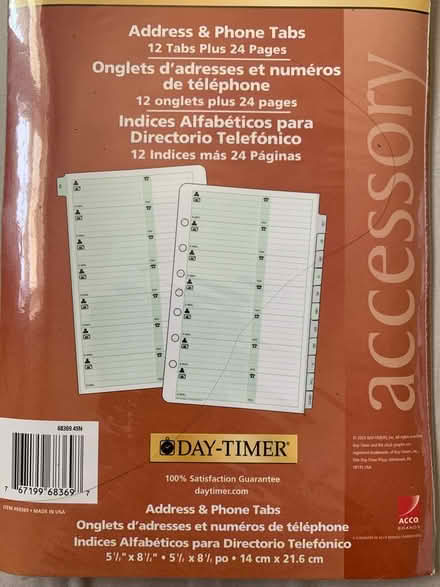 Address & Phone Tabs
12 Tabs Plus 24 Pages
Onglets d'adresses et numéros
de téléphone
12 onglets plus 24 pages
Indices Alfabéticos para
Directorio Telefónico
12 Indices más 24 Páginas
accessory
68369 45N
7 67199 68369 7
ITEM #68369 • MADE IN USA
DAY-TIMER®
100% Satisfaction Guarantee
daytimer.com
Address & Phone Tabs
Onglets d'adresses et numéros de téléphone
Indices Alfabéticos para Directorio Telefónico
5 1/2" x 8 1/2" • 5 1/2 x 8 1/2 po • 14 cm x 21.6 cm
ACCO
BRANDS